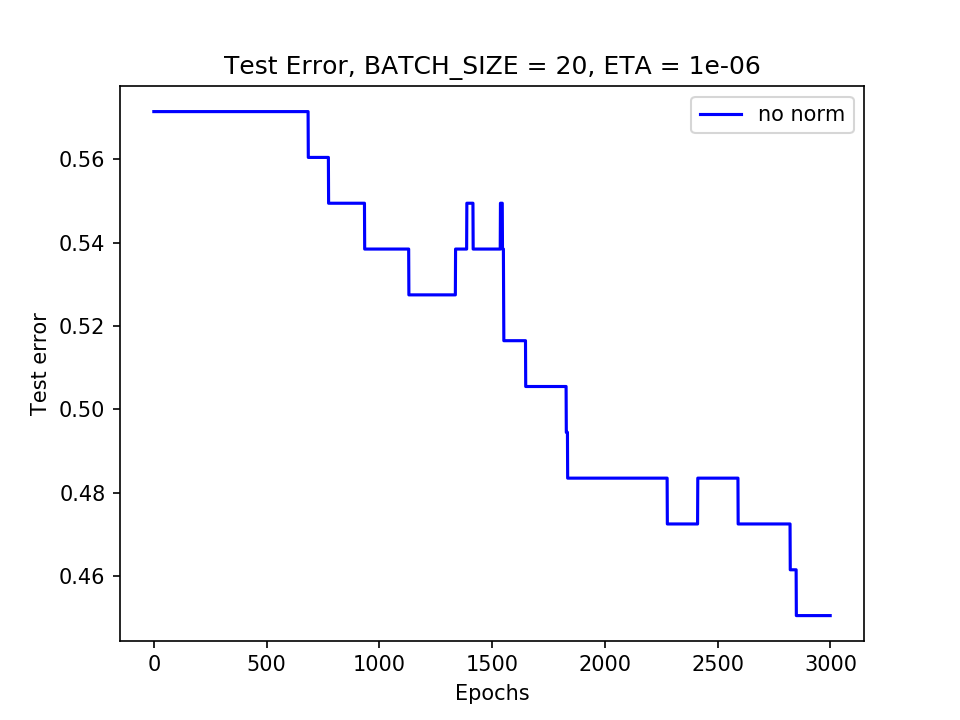 Test Error, BATCH_SIZE = 20, ETA = 1e-06
no norm
0.56
0.54
0.52
0.50
0.48
0.46
Test error
0 500 1000 1500 2000 2500 3000
Epochs